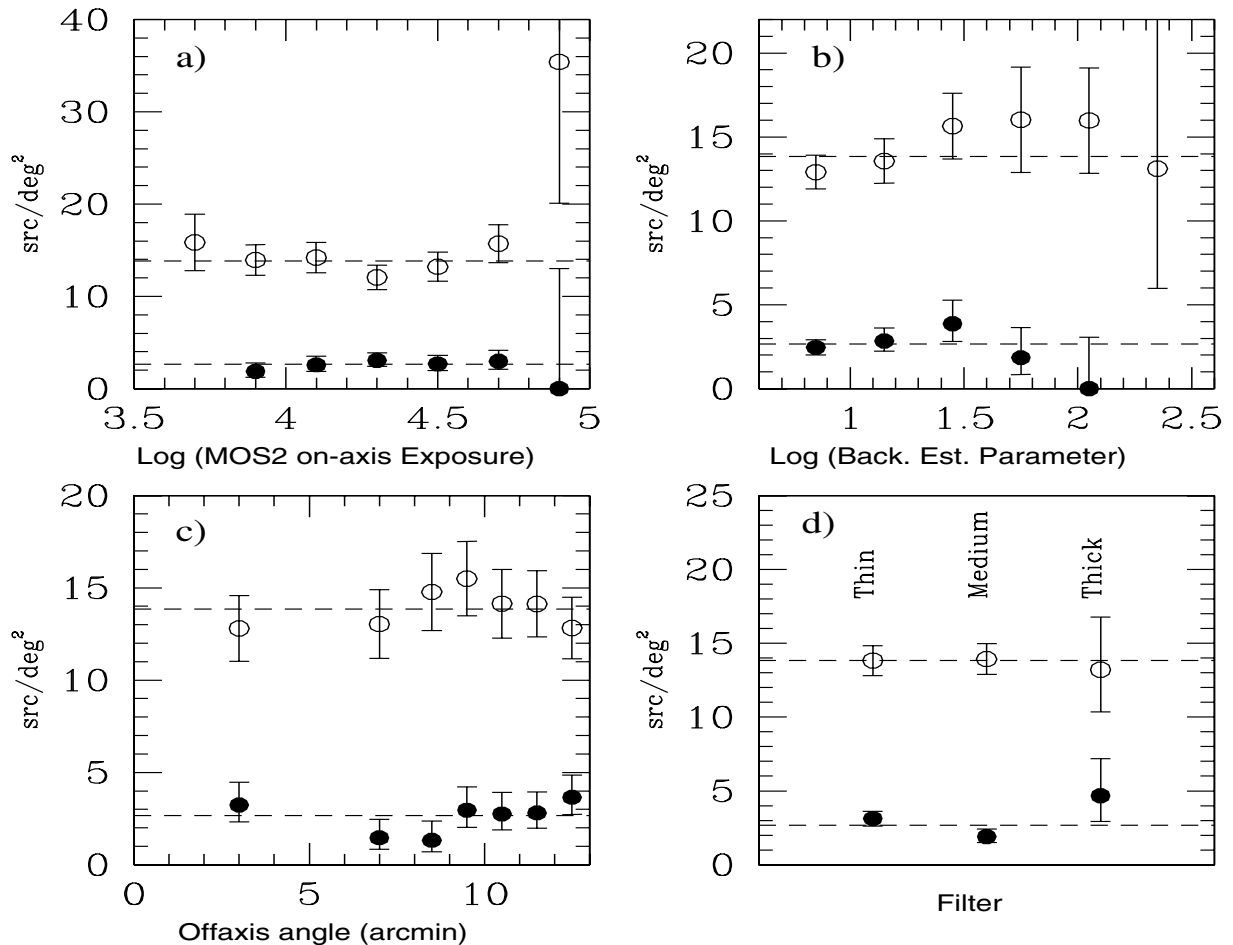 a)
40
30
20
10
0
src/deg²
3.5 4 4.5 5
Log (MOS2 on-axis Exposure)
b)
20
15
10
5
0
src/deg²
1 1.5 2 2.5
Log (Back. Est. Parameter)
c)
20
15
10
5
0
src/deg²
0 5 10
Offaxis angle (arcmin)
d)
25
20
15
10
5
0
src/deg²
Thin
Medium
Thick
Filter